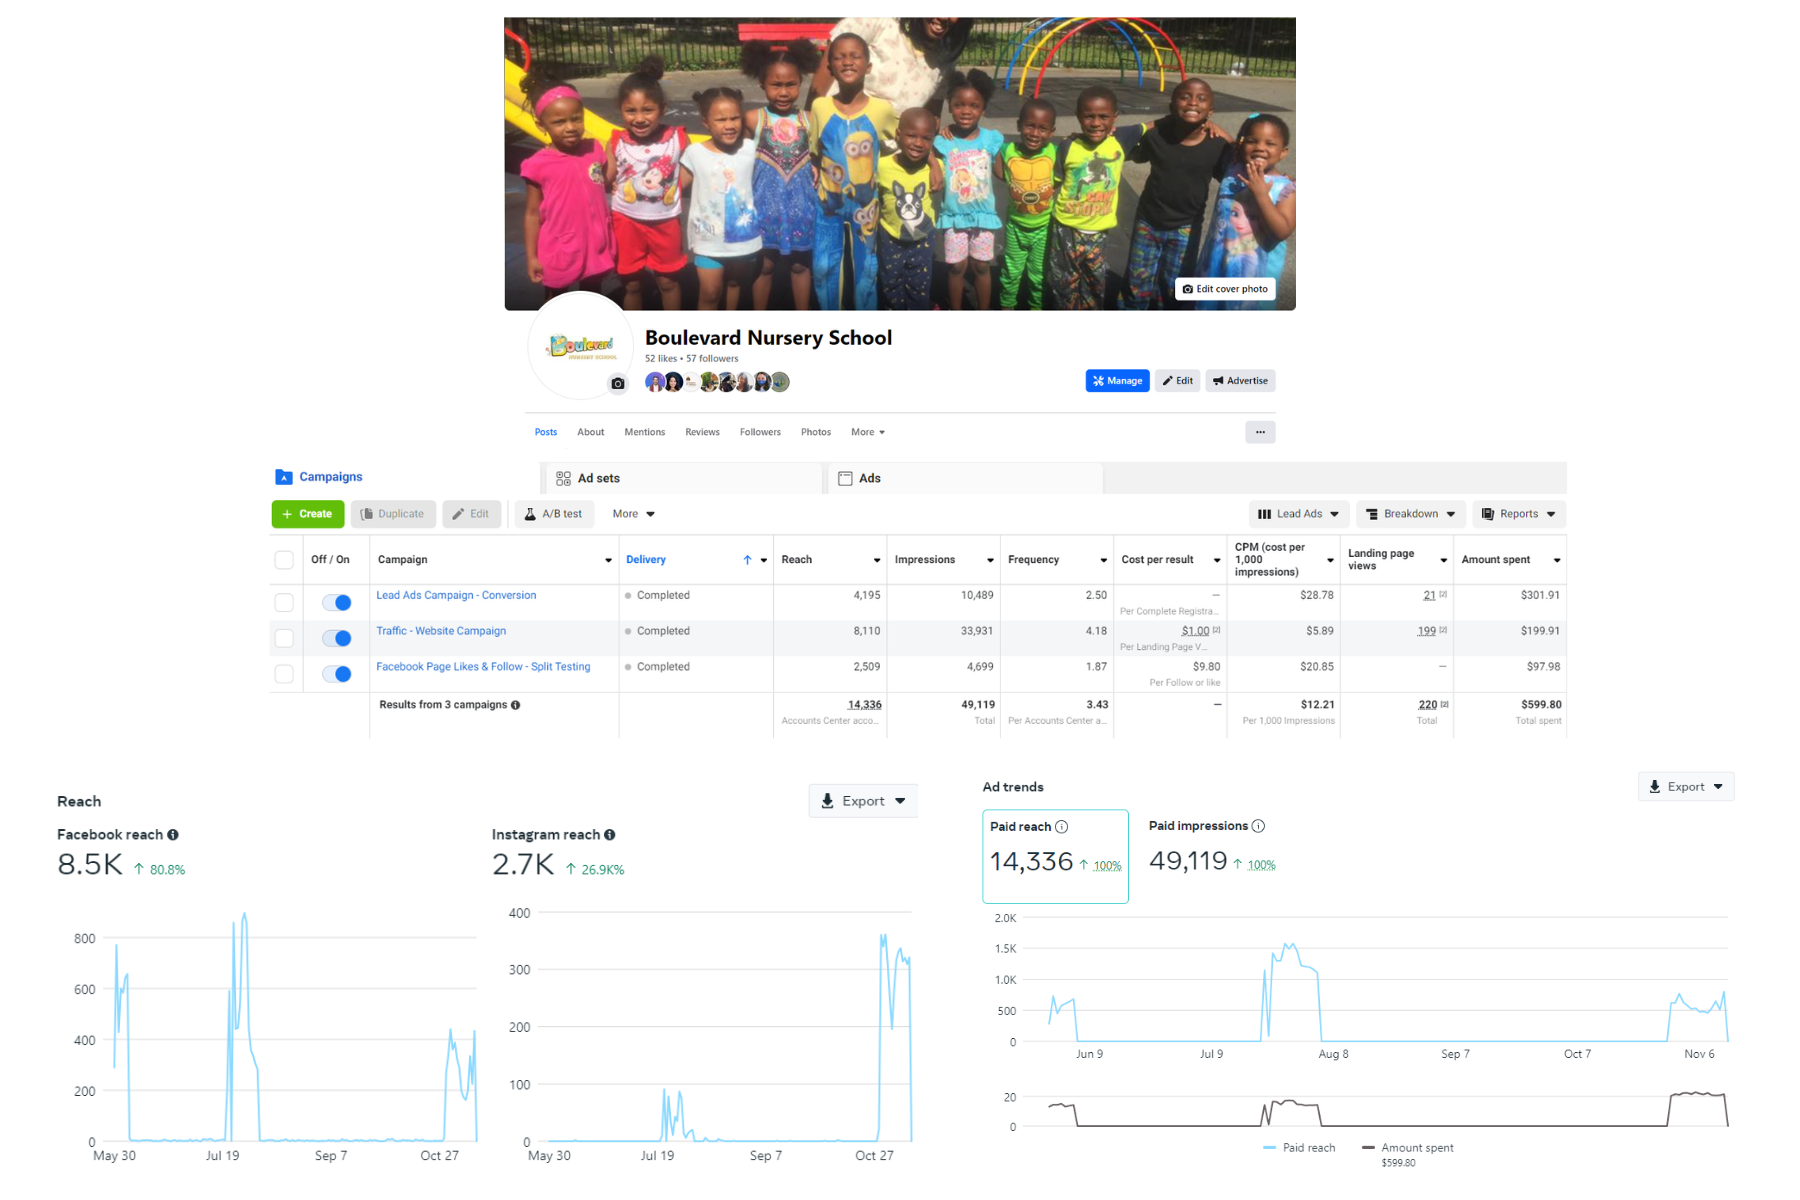 Edit cover photo
Boulevard
NURSERY SCHOOL
Boulevard Nursery School
52 likes • 57 followers
Manage
Edit
Advertise
Posts About Mentions Reviews Followers Photos More
Campaigns
Ad sets
Ads
+ Create Duplicate Edit A/B test More Lead Ads Breakdown Reports
Off / On Campaign Delivery ↑ Reach Impressions Frequency Cost per result CPM (cost per 1,000 impressions) Landing page views Amount spent
Lead Ads Campaign - Conversion Completed 4,195 10,489 2.50 — $28.78 21 [2] $301.91
Per Complete Registra...
Traffic - Website Campaign Completed 8,110 33,931 4.18 $1.00 [2] $5.89 199 [2] $199.91
Per Landing Page V...
Facebook Page Likes & Follow - Split Testing Completed 2,509 4,699 1.87 $9.80 $20.85 — $97.98
Per Follow or like
Results from 3 campaigns 14,336 49,119 3.43 — $12.21 220 [2] $599.80
Accounts Center acco... Total Per Accounts Center a... Per 1,000 Impressions Total Total spent
Reach
Export
Facebook reach
8.5K ↑ 80.8%
800
600
400
200
0
May 30 Jul 19 Sep 7 Oct 27
Instagram reach
2.7K ↑ 26.9K%
400
300
200
100
0
May 30 Jul 19 Sep 7 Oct 27
Ad trends
Export
Paid reach
14,336 ↑ 100%
Paid impressions
49,119 ↑ 100%
2.0K
1.5K
1.0K
500
0
Jun 9 Jul 9 Aug 8 Sep 7 Oct 7 Nov 6
20
0
Paid reach
Amount spent
$599.80